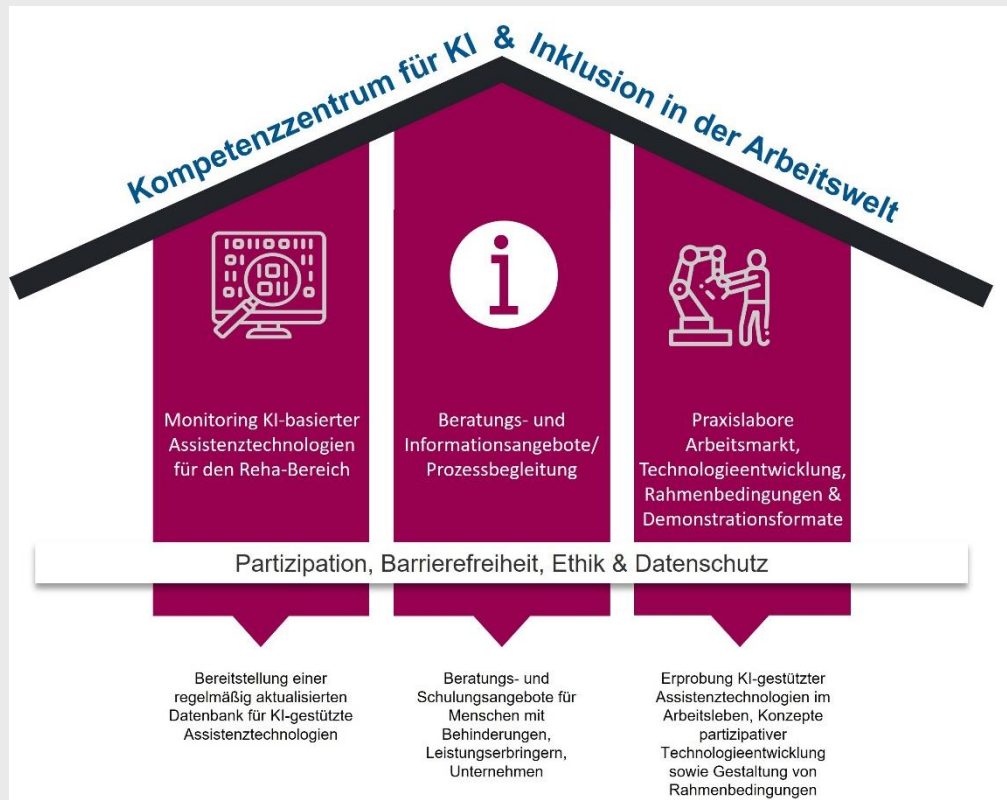 Kompetenzzentrum für KI & Inklusion in der Arbeitswelt
Monitoring KI-basierter
Assistenztechnologien
für den Reha-Bereich
Beratungs- und
Informationsangebote/
Prozessbegleitung
Praxislabore
Arbeitsmarkt,
Technologieentwicklung,
Rahmenbedingungen &
Demonstrationsformate
Partizipation, Barrierefreiheit, Ethik & Datenschutz
Bereitstellung einer
regelmäßig aktualisierten
Datenbank für KI-gestützte
Assistenztechnologien
Beratungs- und
Schulungsangebote für
Menschen mit
Behinderungen,
Leistungserbringern,
Unternehmen
Erprobung KI-gestützter
Assistenztechnologien im
Arbeitsleben, Konzepte
partizipativer
Technologieentwicklung
sowie Gestaltung von
Rahmenbedingungen